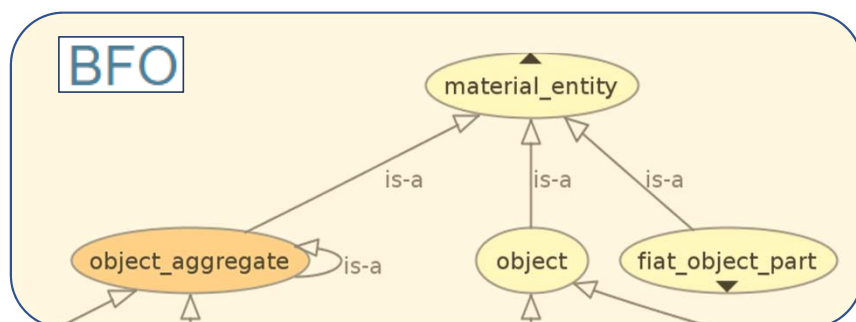 BFO
material_entity
is-a
is-a
is-a
object_aggregate
is-a
object
fiat_object_part